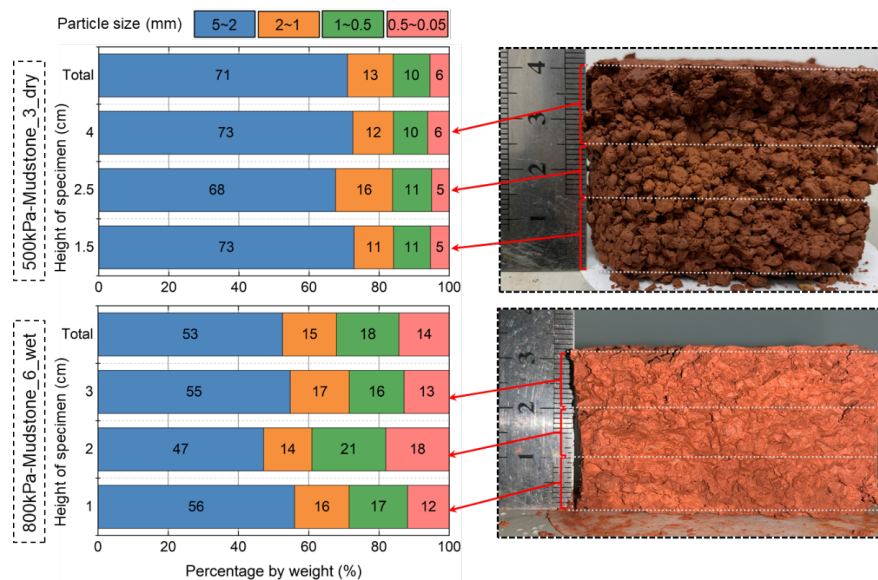 Particle size (mm) 5~2 2~1 1~0.5 0.5~0.05
500kPa-Mudstone_3_dry
Height of specimen (cm)
Total 71 13 10 6
4 73 12 10 6
2.5 68 16 11 5
1.5 73 11 11 5
0 20 40 60 80 100
4
3
2
1
800kPa-Mudstone_6_wet
Height of specimen (cm)
Total 53 15 18 14
3 55 17 16 13
2 47 14 21 18
1 56 16 17 12
0 20 40 60 80 100
Percentage by weight (%)
3
2
1